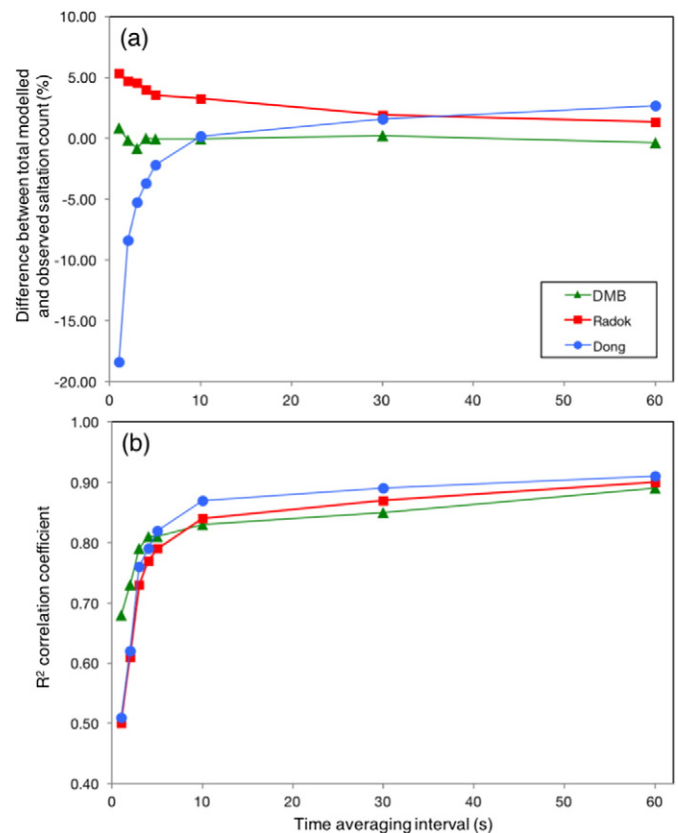 10.00
(a)
5.00
0.00
-5.00
-10.00
-15.00
-20.00
Difference between total modelled
and observed saltation count (%)
DMB
Radok
Dong
0 10 20 30 40 50 60
1.00
(b)
0.90
0.80
0.70
0.60
0.50
0.40
R² correlation coefficient
0 10 20 30 40 50 60
Time averaging interval (s)